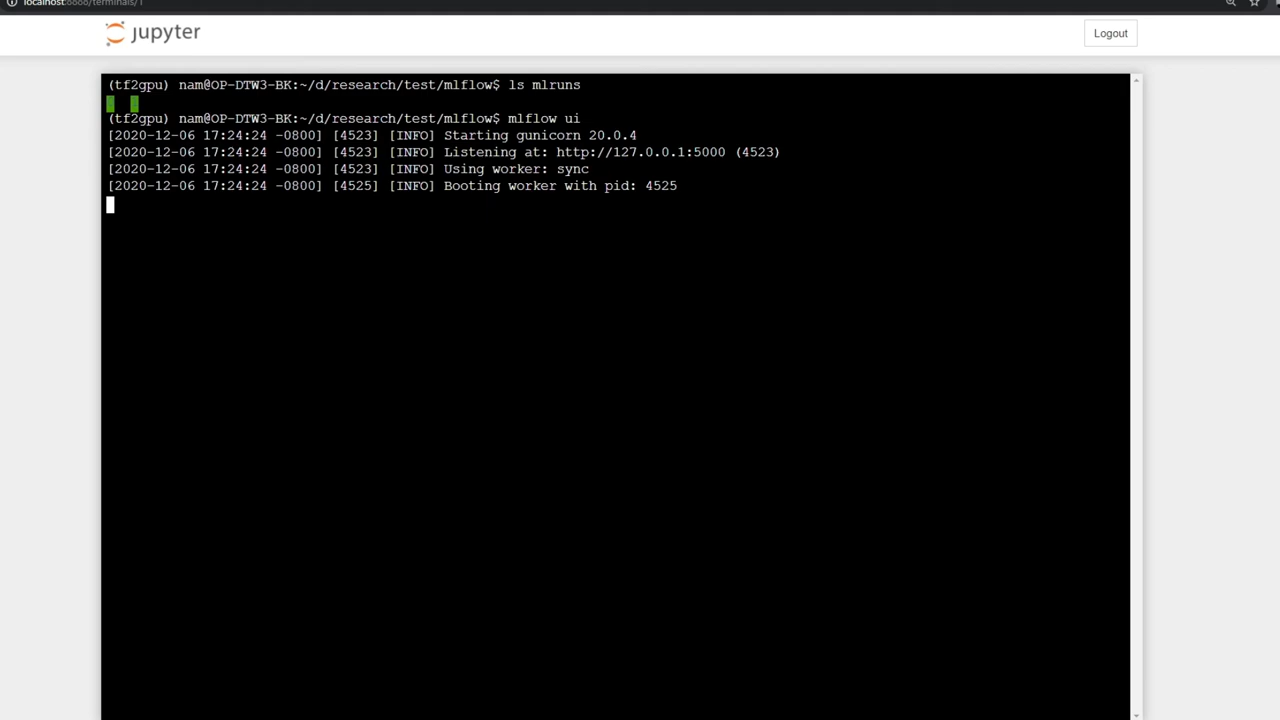 localhost:8888/terminals/1
jupyter
Logout
(tf2gpu) nam@OP-DTW3-BK:~/d/research/test/mlflow$ ls mlruns
(tf2gpu) nam@OP-DTW3-BK:~/d/research/test/mlflow$ mlflow ui
[2020-12-06 17:24:24 -0800] [4523] [INFO] Starting gunicorn 20.0.4
[2020-12-06 17:24:24 -0800] [4523] [INFO] Listening at: http://127.0.0.1:5000 (4523)
[2020-12-06 17:24:24 -0800] [4523] [INFO] Using worker: sync
[2020-12-06 17:24:24 -0800] [4525] [INFO] Booting worker with pid: 4525